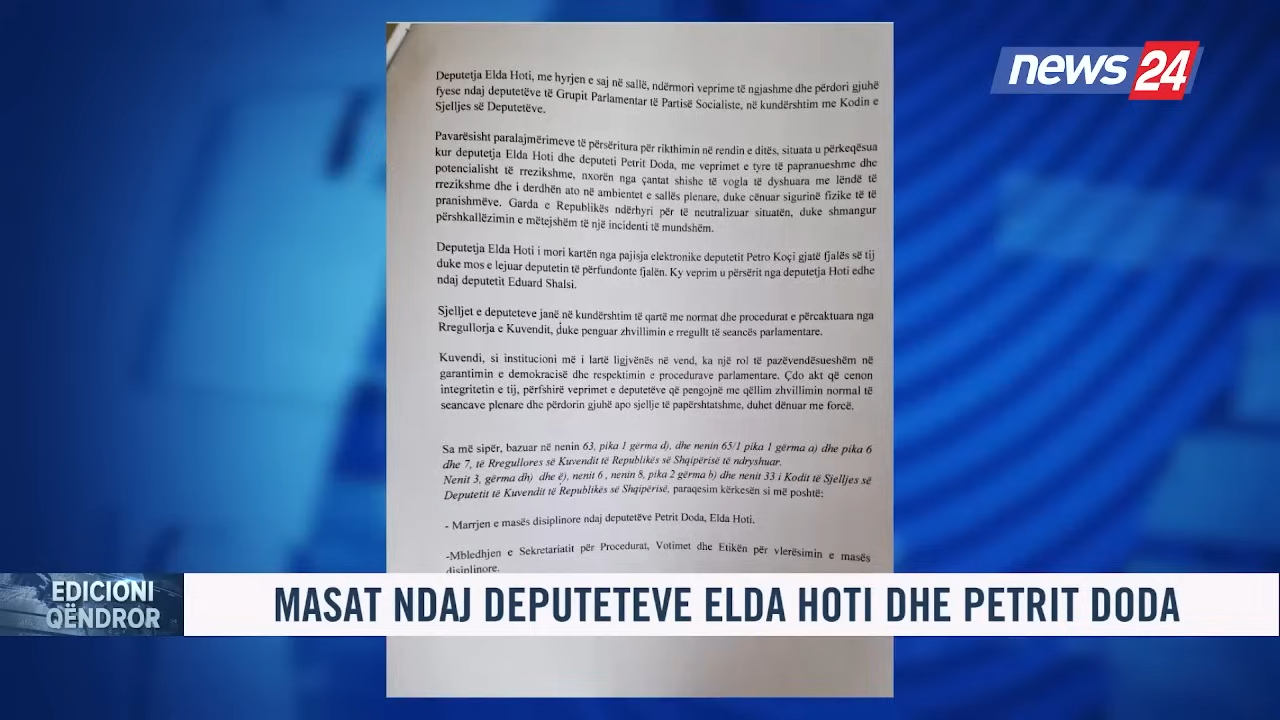 news 24
Deputetja Elda Hoti, me hyrjen e saj në sallë, ndërmori veprime të ngjashme dhe përdori gjuhë
fyese ndaj deputetëve të Grupit Parlamentar të Partisë Socialiste, në kundërshtim me Kodin e
Sjelljes së Deputetëve.
Pavarësisht paralajmërimeve të përsëritura për rikthimin në rendin e ditës, situata u përkeqësua
kur deputetja Elda Hoti dhe deputeti Petrit Doda, me veprimet e tyre të papranueshme dhe
potencialisht të rrezikshme, nxorën nga çantat shishe të vogla të dyshuara me lëndë të
rrezikshme dhe i derdhën ato në ambientet e sallës plenare, duke cënuar sigurinë fizike të të
pranishmëve. Garda e Republikës ndërhyri për të neutralizuar situatën, duke shmangur
përshkallëzimin e mëtejshëm të një incidenti të mundshëm.
Deputetja Elda Hoti i mori kartën nga pajisja elektronike deputetit Petro Koçi gjatë fjalës së tij
duke mos e lejuar deputetin të përfundonte fjalën. Ky veprim u përsërit nga deputetja Hoti edhe
ndaj deputetit Eduard Shalsi.
Sjelljet e deputeteve janë në kundërshtim të qartë me normat dhe procedurat e përcaktuara nga
Rregullorja e Kuvendit, duke penguar zhvillimin e rregullt të seancës parlamentare.
Kuvendi, si institucioni më i lartë ligjvënës në vend, ka një rol të pazëvendësueshëm në
garantimin e demokracisë dhe respektimin e procedurave parlamentare. Çdo akt që cenon
integritetin e tij, përfshirë veprimet e deputetëve që pengojnë me qëllim zhvillimin normal të
seancave plenare dhe përdorin gjuhë apo sjellje të papërshtatshme, duhet dënuar me forcë.
Sa më sipër, bazuar në nenin 63, pika 1 gërma d), dhe nenin 65/1 pika 1 gërma a) dhe pika 6
dhe 7, të Rregullores së Kuvendit të Republikës së Shqipërisë të ndryshuar.
Nenit 3, gërma dh) dhe ë), nenit 6 , nenin 8, pika 2 gërma b) dhe nenit 33 i Kodit të Sjelljes së
Deputetit të Kuvendit të Republikës së Shqipërisë, paraqesim kërkesën si më poshtë:
- Marrjen e masës disiplinore ndaj deputetëve Petrit Doda, Elda Hoti.
-Mbledhjen e Sekretariatit për Procedurat, Votimet dhe Etikën për vlerësimin e masës
disiplinore.
EDICIONI
QËNDROR
MASAT NDAJ DEPUTETEVE ELDA HOTI DHE PETRIT DODA